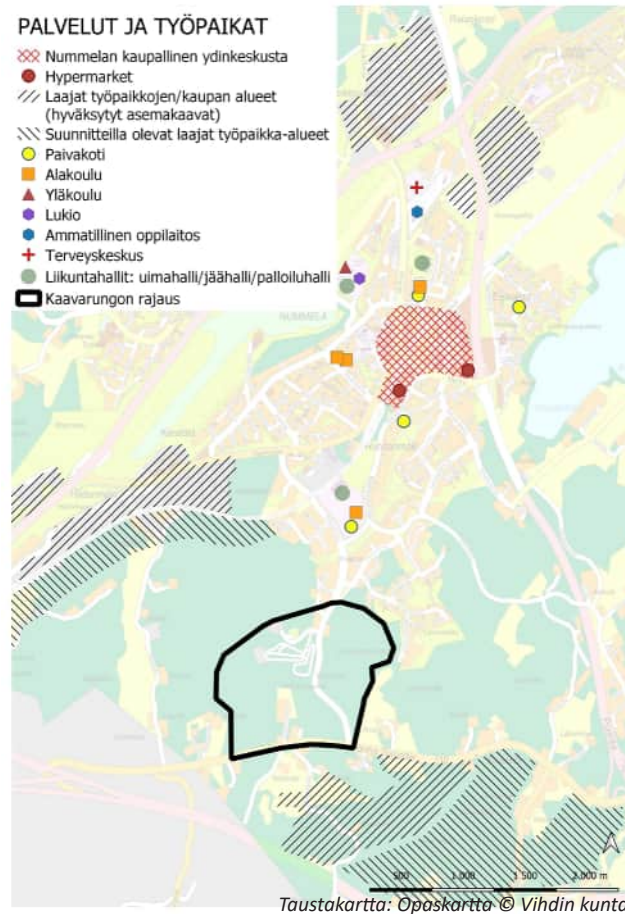 PALVELUT JA TYÖPAIKAT
Nummelan kaupallinen ydinkeskusta
Hypermarket
Laajat työpaikkojen/kaupan alueet
(hyväksytyt asemakaavat)
Suunnitteilla olevat laajat työpaikka-alueet
Paivakoti
Alakoulu
Yläkoulu
Lukio
Ammatillinen oppilaitos
Terveyskeskus
Liikuntahallit: uimahalli/jäähalli/palloiluhalli
Kaavarungon rajaus
NUMMELA
500 1 000 1 500 2 000 m
Taustakartta: Opaskartta © Vihdin kunta